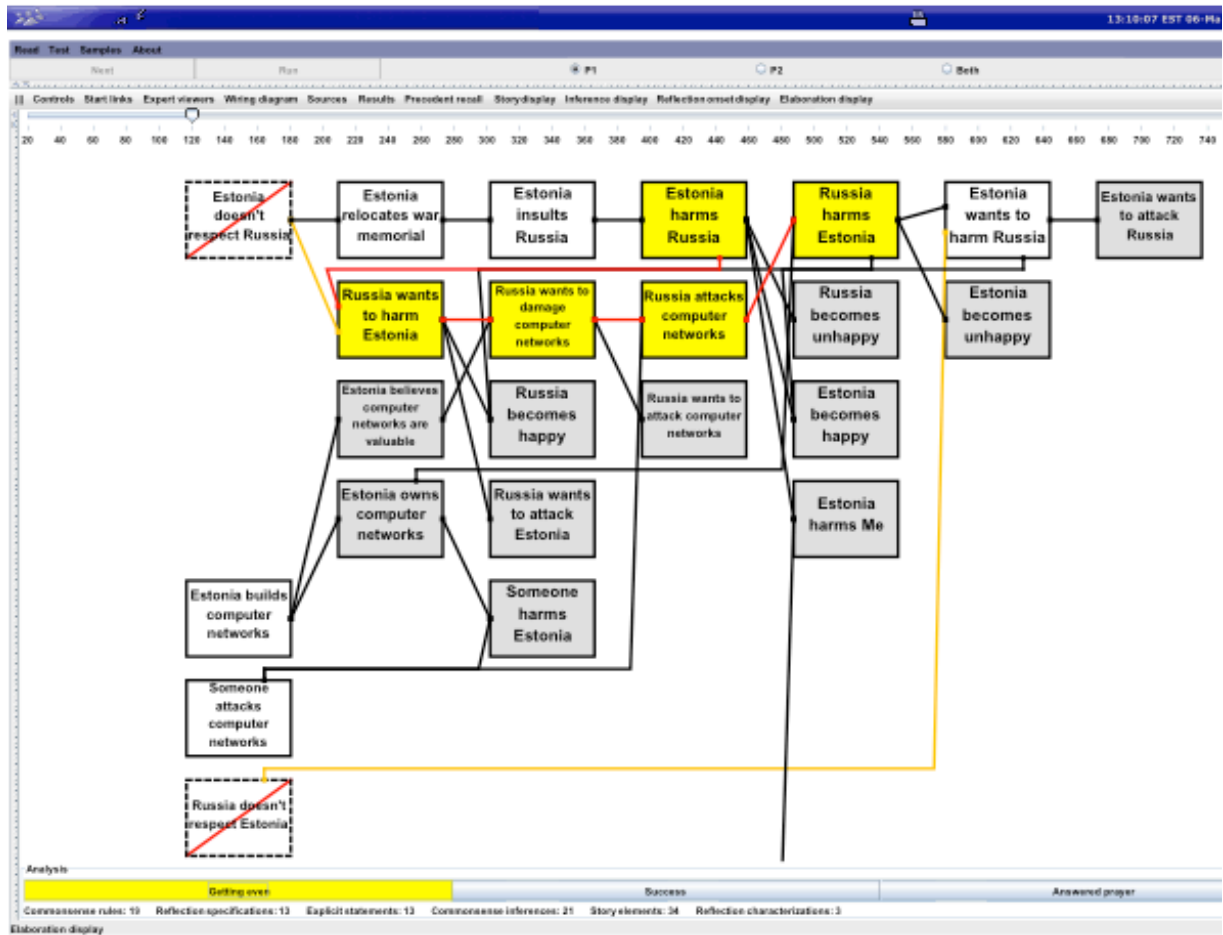 13:10:07 EST 06-Ma
Read Test Samples About
Next Run P1 P2 Both
Controls Start links Expert viewers Wiring diagram Sources Results Precedent recall Story display Inference display Reflection onset display Elaboration display
20 40 60 80 100 120 140 160 180 200 220 240 260 280 300 320 340 360 380 400 420 440 460 480 500 520 540 560 580 600 620 640 660 680 700 720 740
Estonia
doesn't
respect Russia
Estonia
relocates war
memorial
Estonia
insults
Russia
Estonia
harms
Russia
Russia
harms
Estonia
Estonia
wants to
harm Russia
Estonia wants
to attack
Russia
Russia wants
to harm
Estonia
Russia wants to
damage
computer
networks
Russia attacks
computer
networks
Russia
becomes
unhappy
Estonia
becomes
unhappy
Estonia believes
computer
networks are
valuable
Russia
becomes
happy
Russia wants to
attack computer
networks
Estonia
becomes
happy
Estonia owns
computer
networks
Russia wants
to attack
Estonia
Estonia
harms Me
Estonia builds
computer
networks
Someone
harms
Estonia
Someone
attacks
computer
networks
Russia doesn't
respect Estonia
Analysis
Getting even Success Answered prayer
Commonsense rules: 19 Reflection specifications: 13 Explicit statements: 13 Commonsense inferences: 21 Story elements: 34 Reflection characterizations: 3
Elaboration display